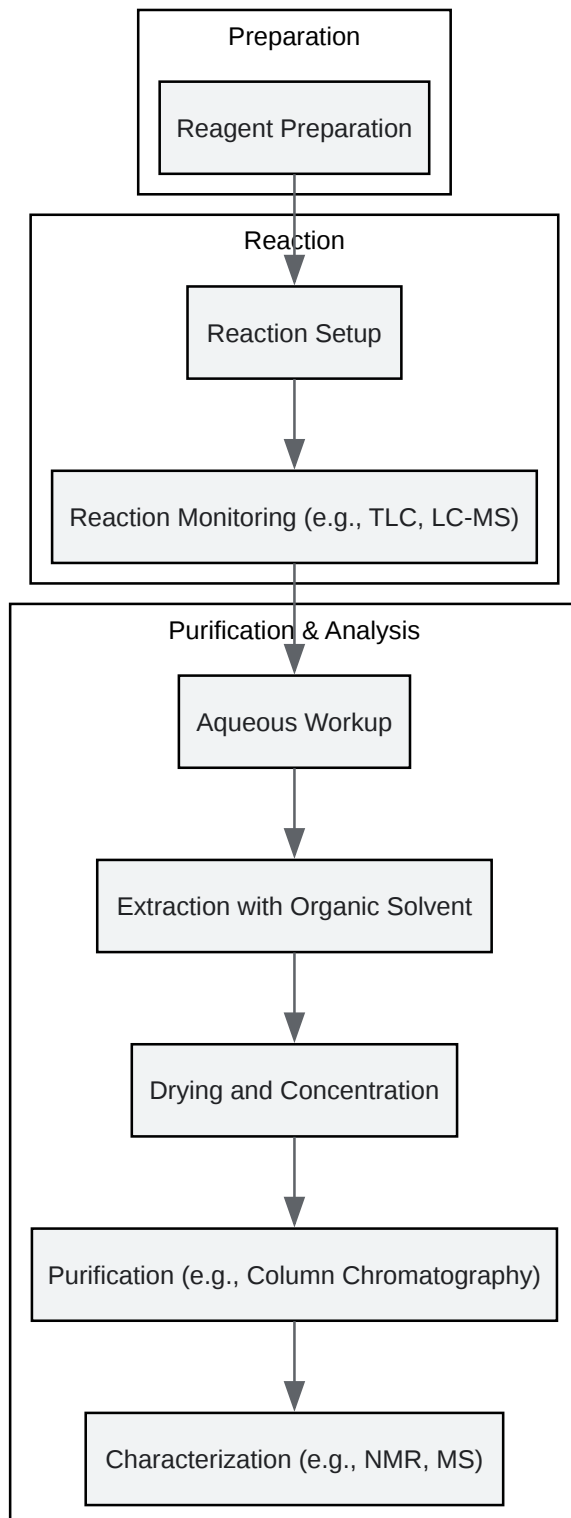 Preparation
Reagent Preparation
Reaction
Reaction Setup
Reaction Monitoring (e.g., TLC, LC-MS)
Purification & Analysis
Aqueous Workup
Extraction with Organic Solvent
Drying and Concentration
Purification (e.g., Column Chromatography)
Characterization (e.g., NMR, MS)